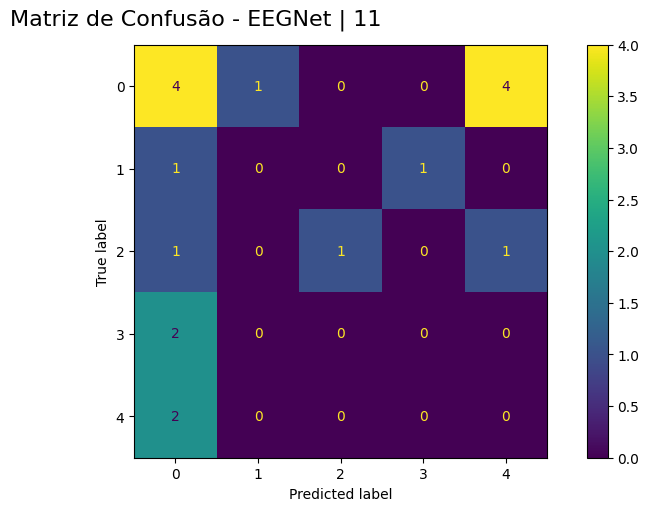 Matriz de Confusão - EEGNet | 11
0 4 1 0 0 4
1 1 0 0 1 0
2 1 0 1 0 1
3 2 0 0 0 0
4 2 0 0 0 0
0 1 2 3 4
True label
Predicted label
4.0
3.5
3.0
2.5
2.0
1.5
1.0
0.5
0.0